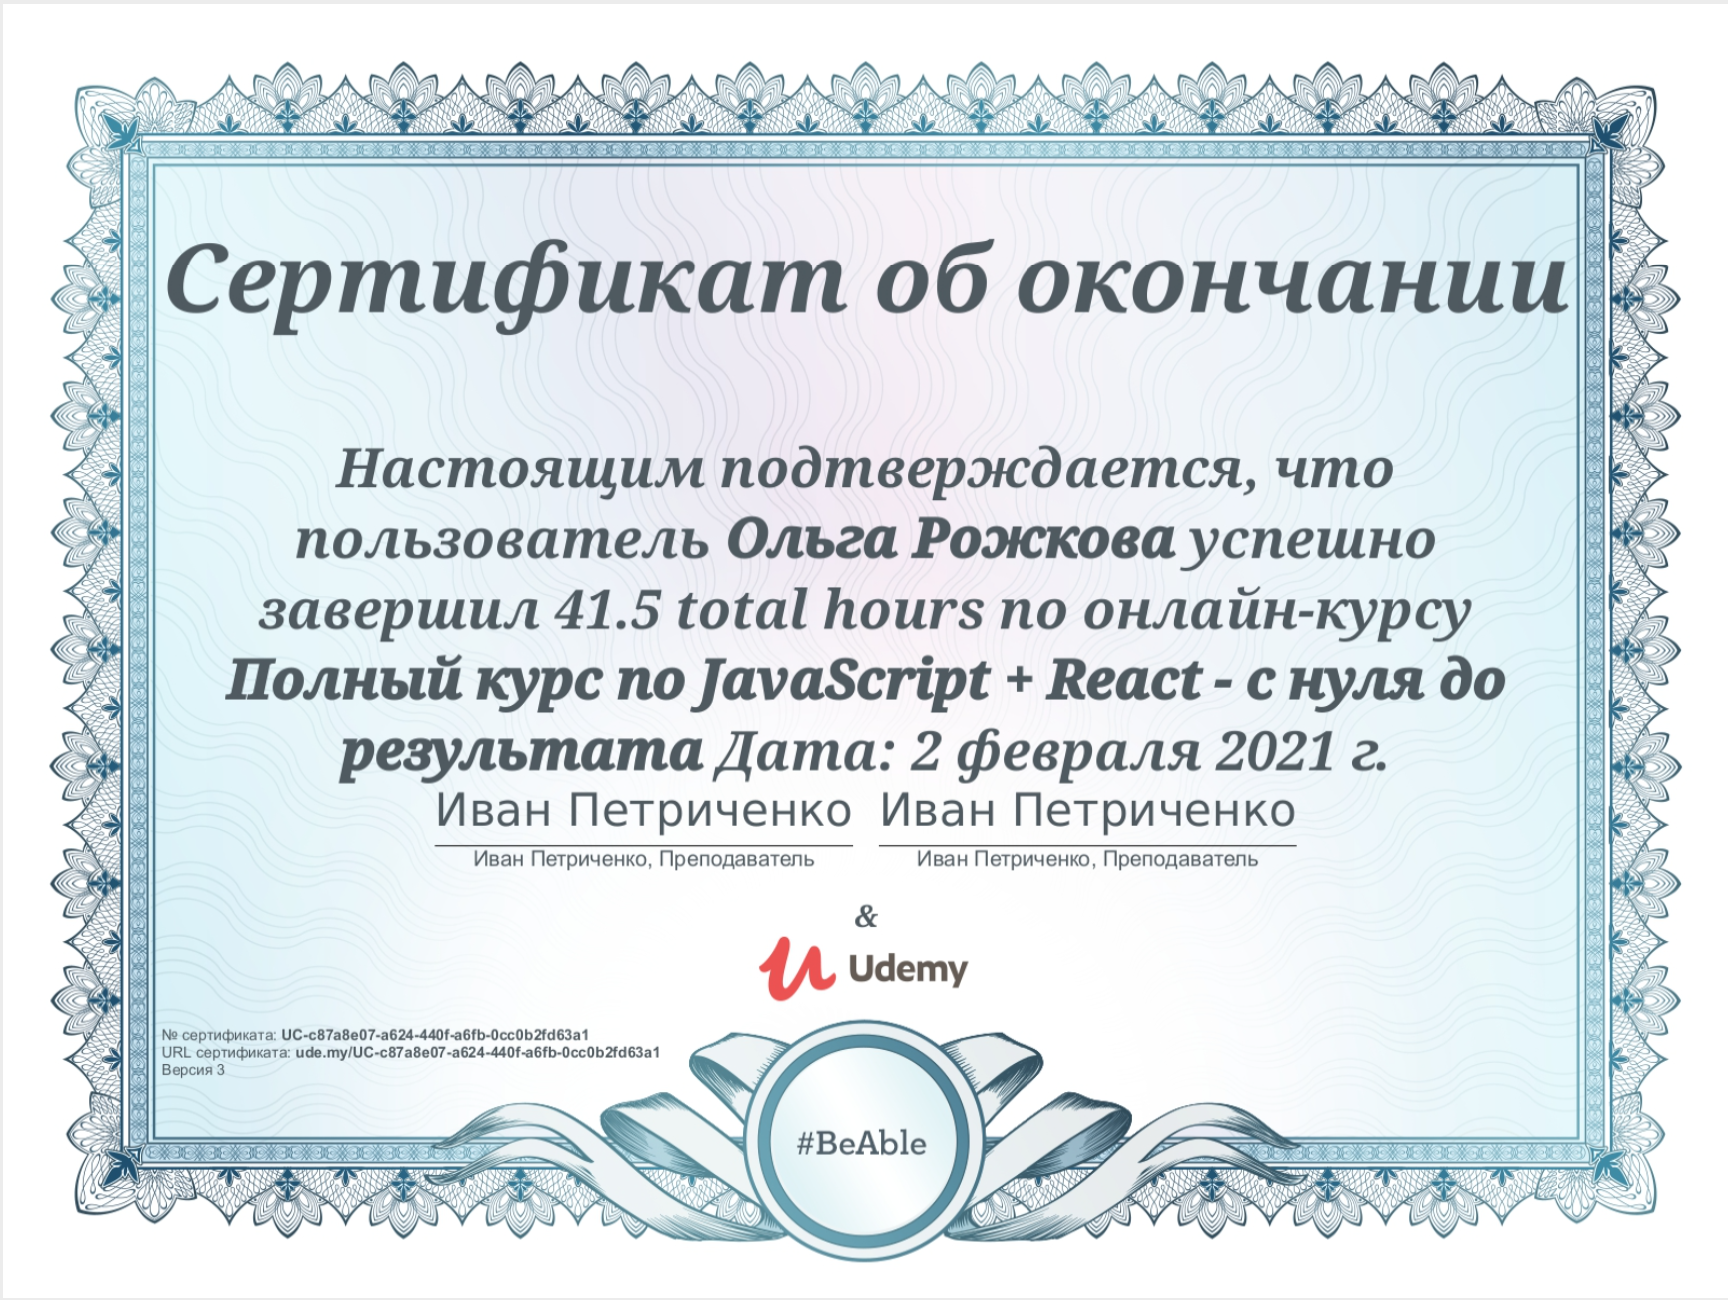 Сертификат об окончании
Настоящим подтверждается, что
пользователь Ольга Рожкова успешно
завершил 41.5 total hours по онлайн-курсу
Полный курс по JavaScript + React - с нуля до
результата Дата: 2 февраля 2021 г.
Иван Петриченко Иван Петриченко
Иван Петриченко, Преподаватель Иван Петриченко, Преподаватель
&
Udemy
№ сертификата: UC-c87a8e07-a624-440f-a6fb-0cc0b2fd63a1
URL сертификата: ude.my/UC-c87a8e07-a624-440f-a6fb-0cc0b2fd63a1
Версия 3
#BeAble